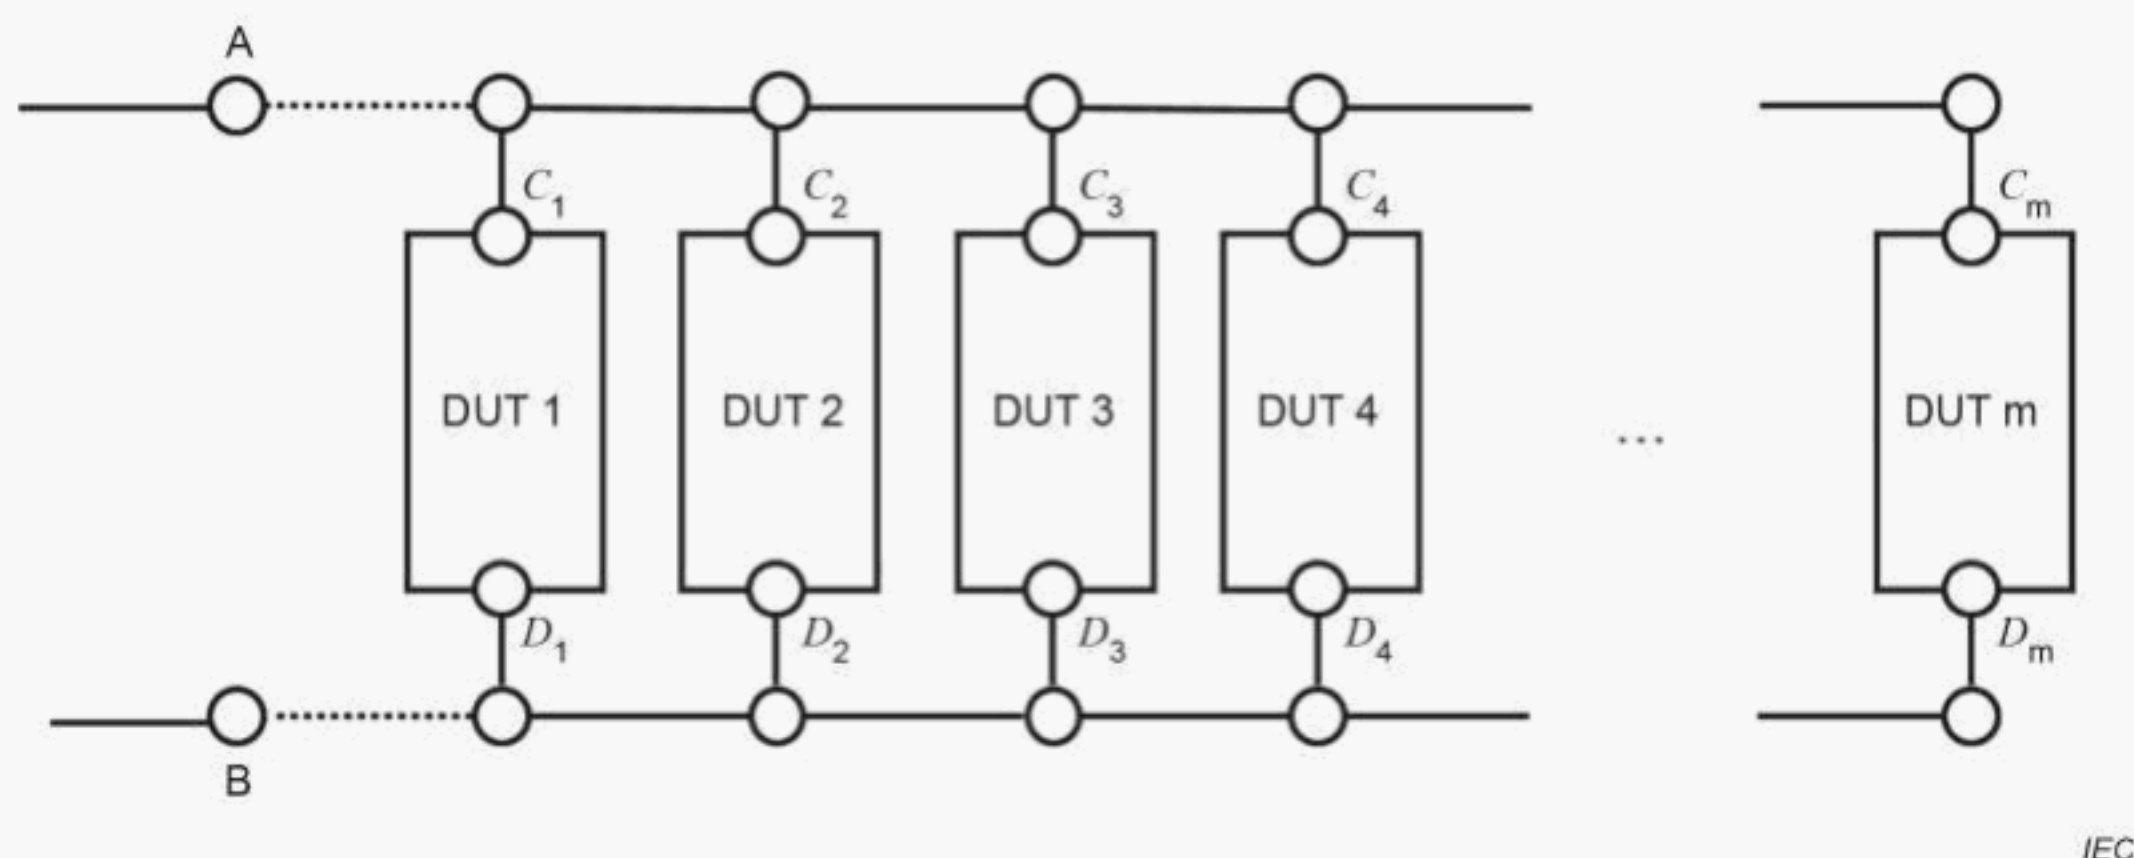 A
C1 C2 C3 C4 Cm
DUT 1 DUT 2 DUT 3 DUT 4 ... DUT m
D1 D2 D3 D4 Dm
B
IEC